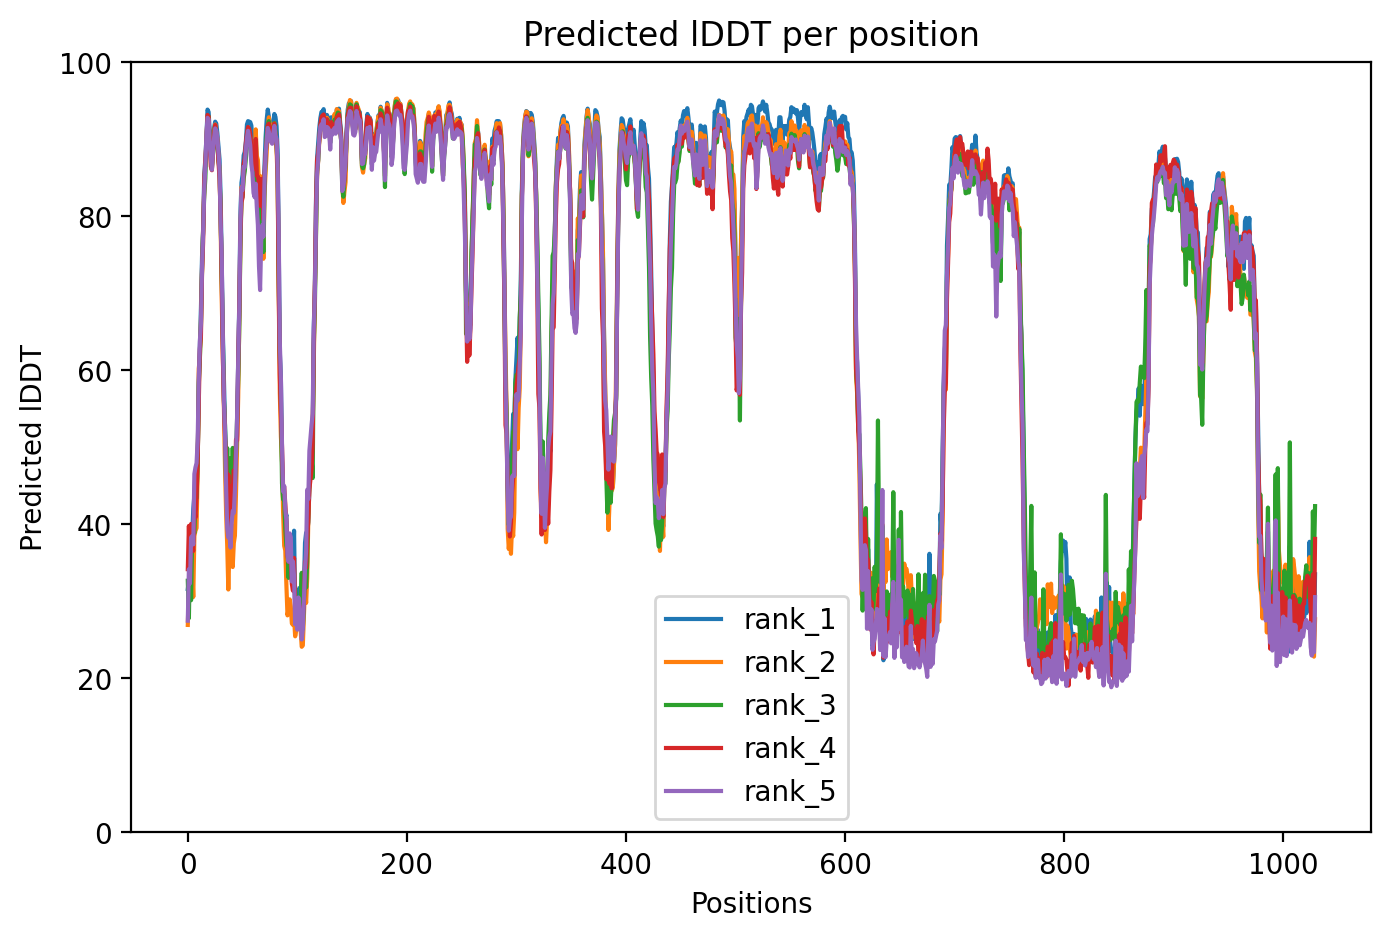 Predicted lDDT per position
100
80
60
40
20
0
Predicted lDDT
0 200 400 600 800 1000
Positions
rank_1
rank_2
rank_3
rank_4
rank_5